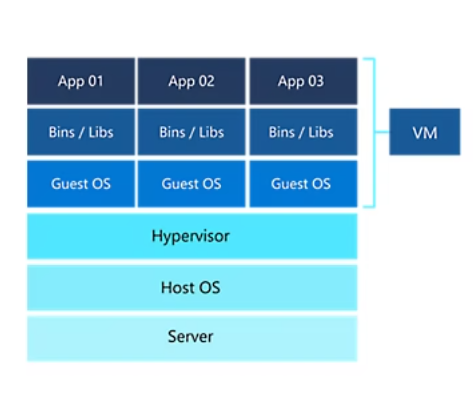 App 01 App 02 App 03
Bins / Libs Bins / Libs Bins / Libs VM
Guest OS Guest OS Guest OS
Hypervisor
Host OS
Server